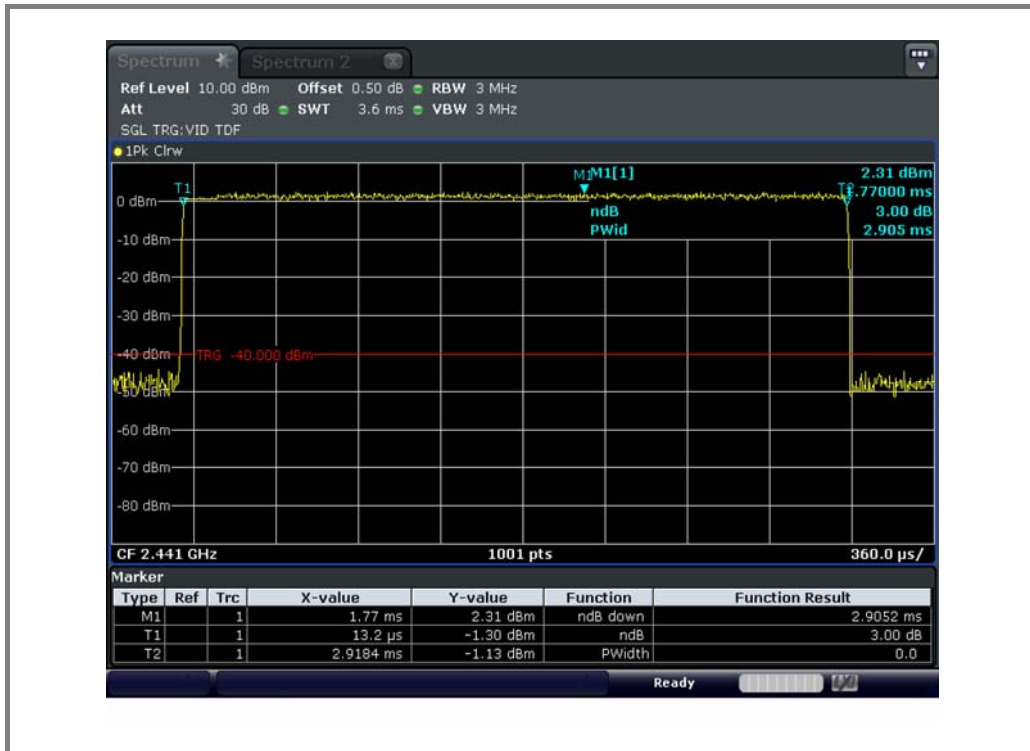 Spectrum Spectrum 2 X
Ref Level 10.00 dBm Offset 0.50 dB RBW 3 MHz
Att 30 dB SWT 3.6 ms VBW 3 MHz
SGL TRG:VID TDF
1Pk Clrw
M1 M1[1] 2.31 dBm
T1 T2 1.77000 ms
0 dBm ndB 3.00 dB
PWid 2.905 ms
-10 dBm
-20 dBm
-30 dBm
-40 dBm TRG -40.000 dBm
-50 dBm
-60 dBm
-70 dBm
-80 dBm
CF 2.441 GHz 1001 pts 360.0 µs/
Marker
Type Ref Trc X-value Y-value Function Function Result
M1 1 1.77 ms 2.31 dBm ndB down 2.9052 ms
T1 1 13.2 µs -1.30 dBm ndB 3.00 dB
T2 1 2.9184 ms -1.13 dBm PWidth 0.0
Ready